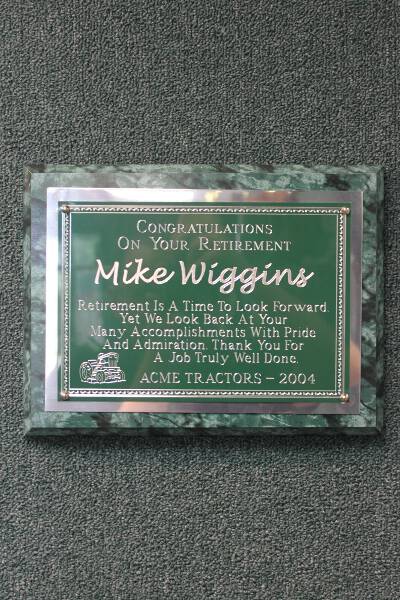 Congratulations
On Your Retirement
Mike Wiggins
Retirement Is A Time To Look Forward.
Yet We Look Back At Your
Many Accomplishments With Pride
And Admiration. Thank You For
A Job Truly Well Done.
ACME TRACTORS – 2004